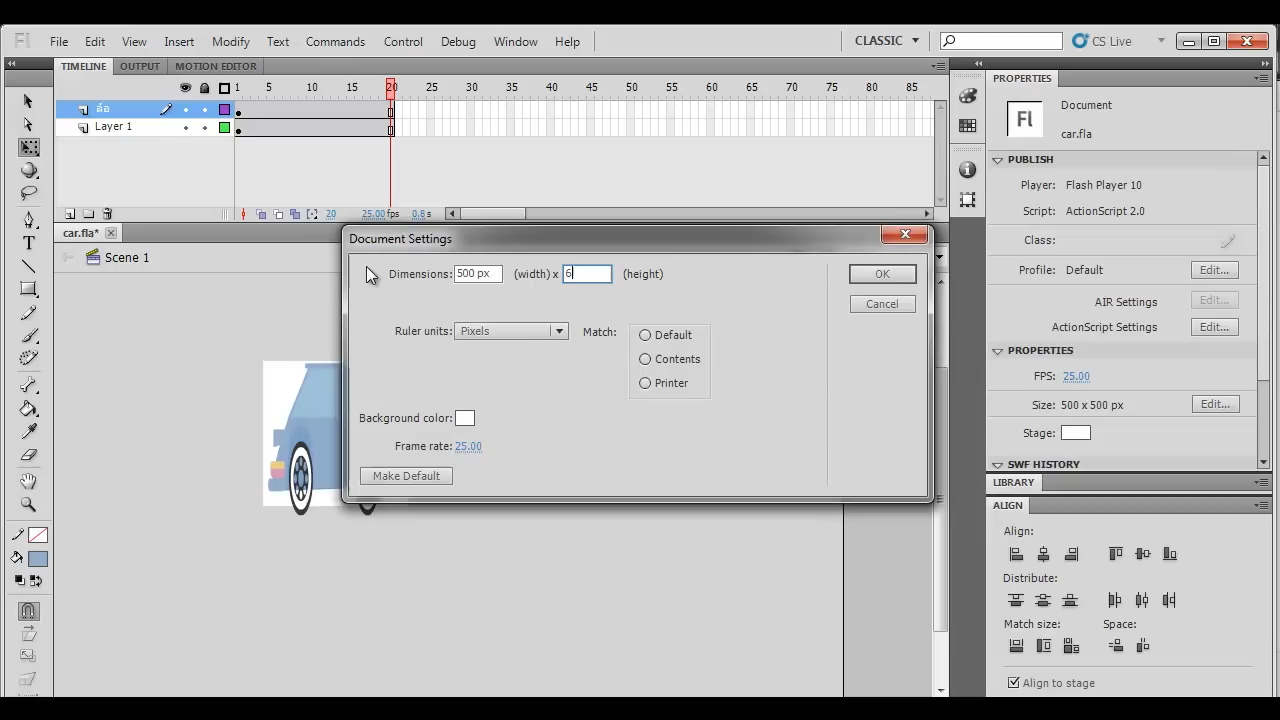 Fl File Edit View Insert Modify Text Commands Control Debug Window Help CLASSIC CS Live
TIMELINE OUTPUT MOTION EDITOR
1 5 10 15 20 25 30 35 40 45 50 55 60 65 70 75 80 85
ล้อ
Layer 1
20 25.00 fps 0.8 s
car.fla*
Scene 1
Document Settings
Dimensions: 500 px (width) x 6 (height)
Ruler units: Pixels Match: Default
Contents
Printer
Background color:
Frame rate: 25.00
Make Default
OK
Cancel
PROPERTIES
Fl Document
car.fla
PUBLISH
Player: Flash Player 10
Script: ActionScript 2.0
Class:
Profile: Default Edit...
AIR Settings Edit...
ActionScript Settings Edit...
PROPERTIES
FPS: 25.00
Size: 500 x 500 px Edit...
Stage:
SWF HISTORY
LIBRARY
ALIGN
Align:
Distribute:
Match size: Space:
Align to stage